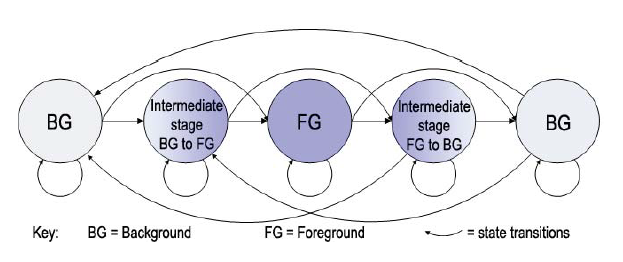 BG
Intermediate
stage
BG to FG
FG
Intermediate
stage
FG to BG
BG
Key: BG = Background FG = Foreground = state transitions